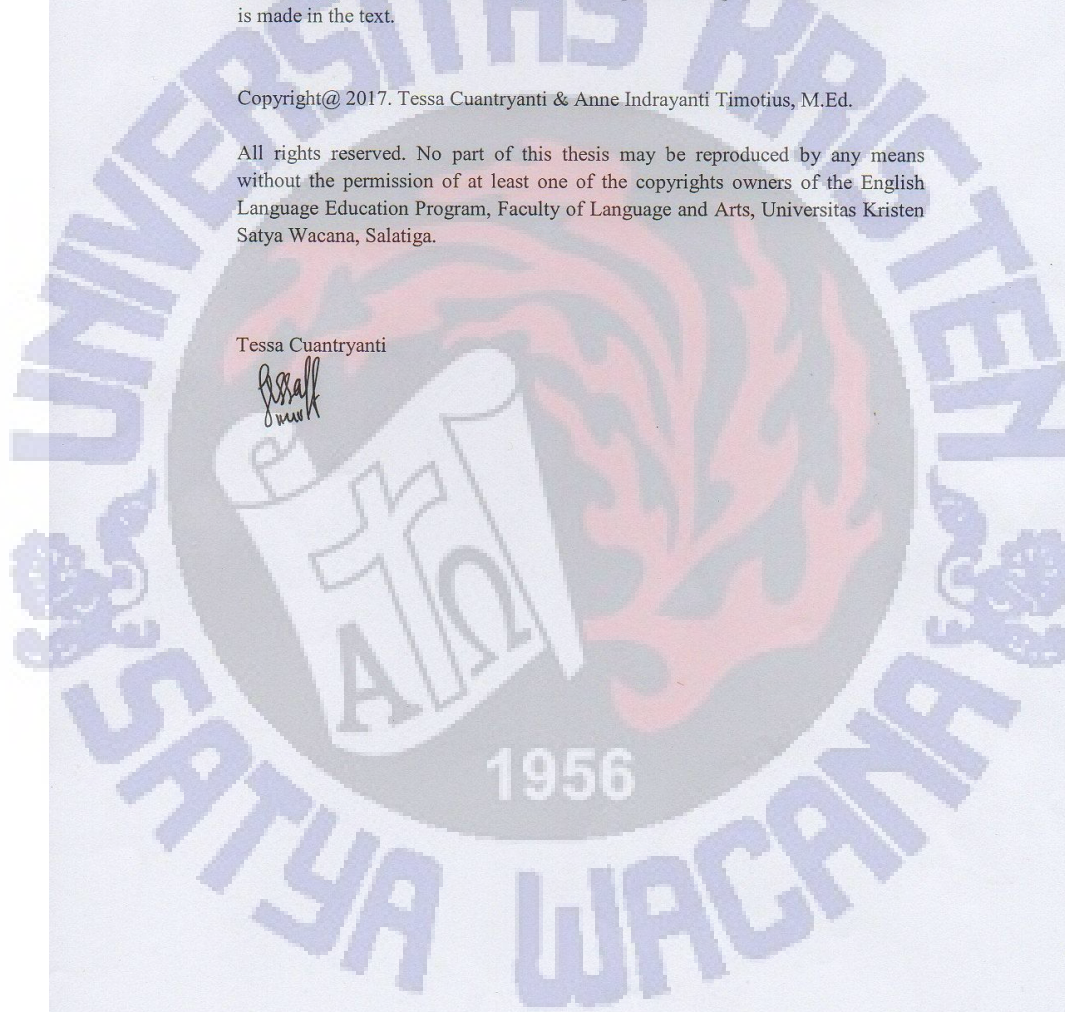 is made in the text.
Copyright@ 2017. Tessa Cuantryanti & Anne Indrayanti Timotius, M.Ed.
All rights reserved. No part of this thesis may be reproduced by any means
without the permission of at least one of the copyrights owners of the English
Language Education Program, Faculty of Language and Arts, Universitas Kristen
Satya Wacana, Salatiga.
Tessa Cuantryanti
UNIVERSITAS KRISTEN
Α Ω
1956
SATYA WACANA